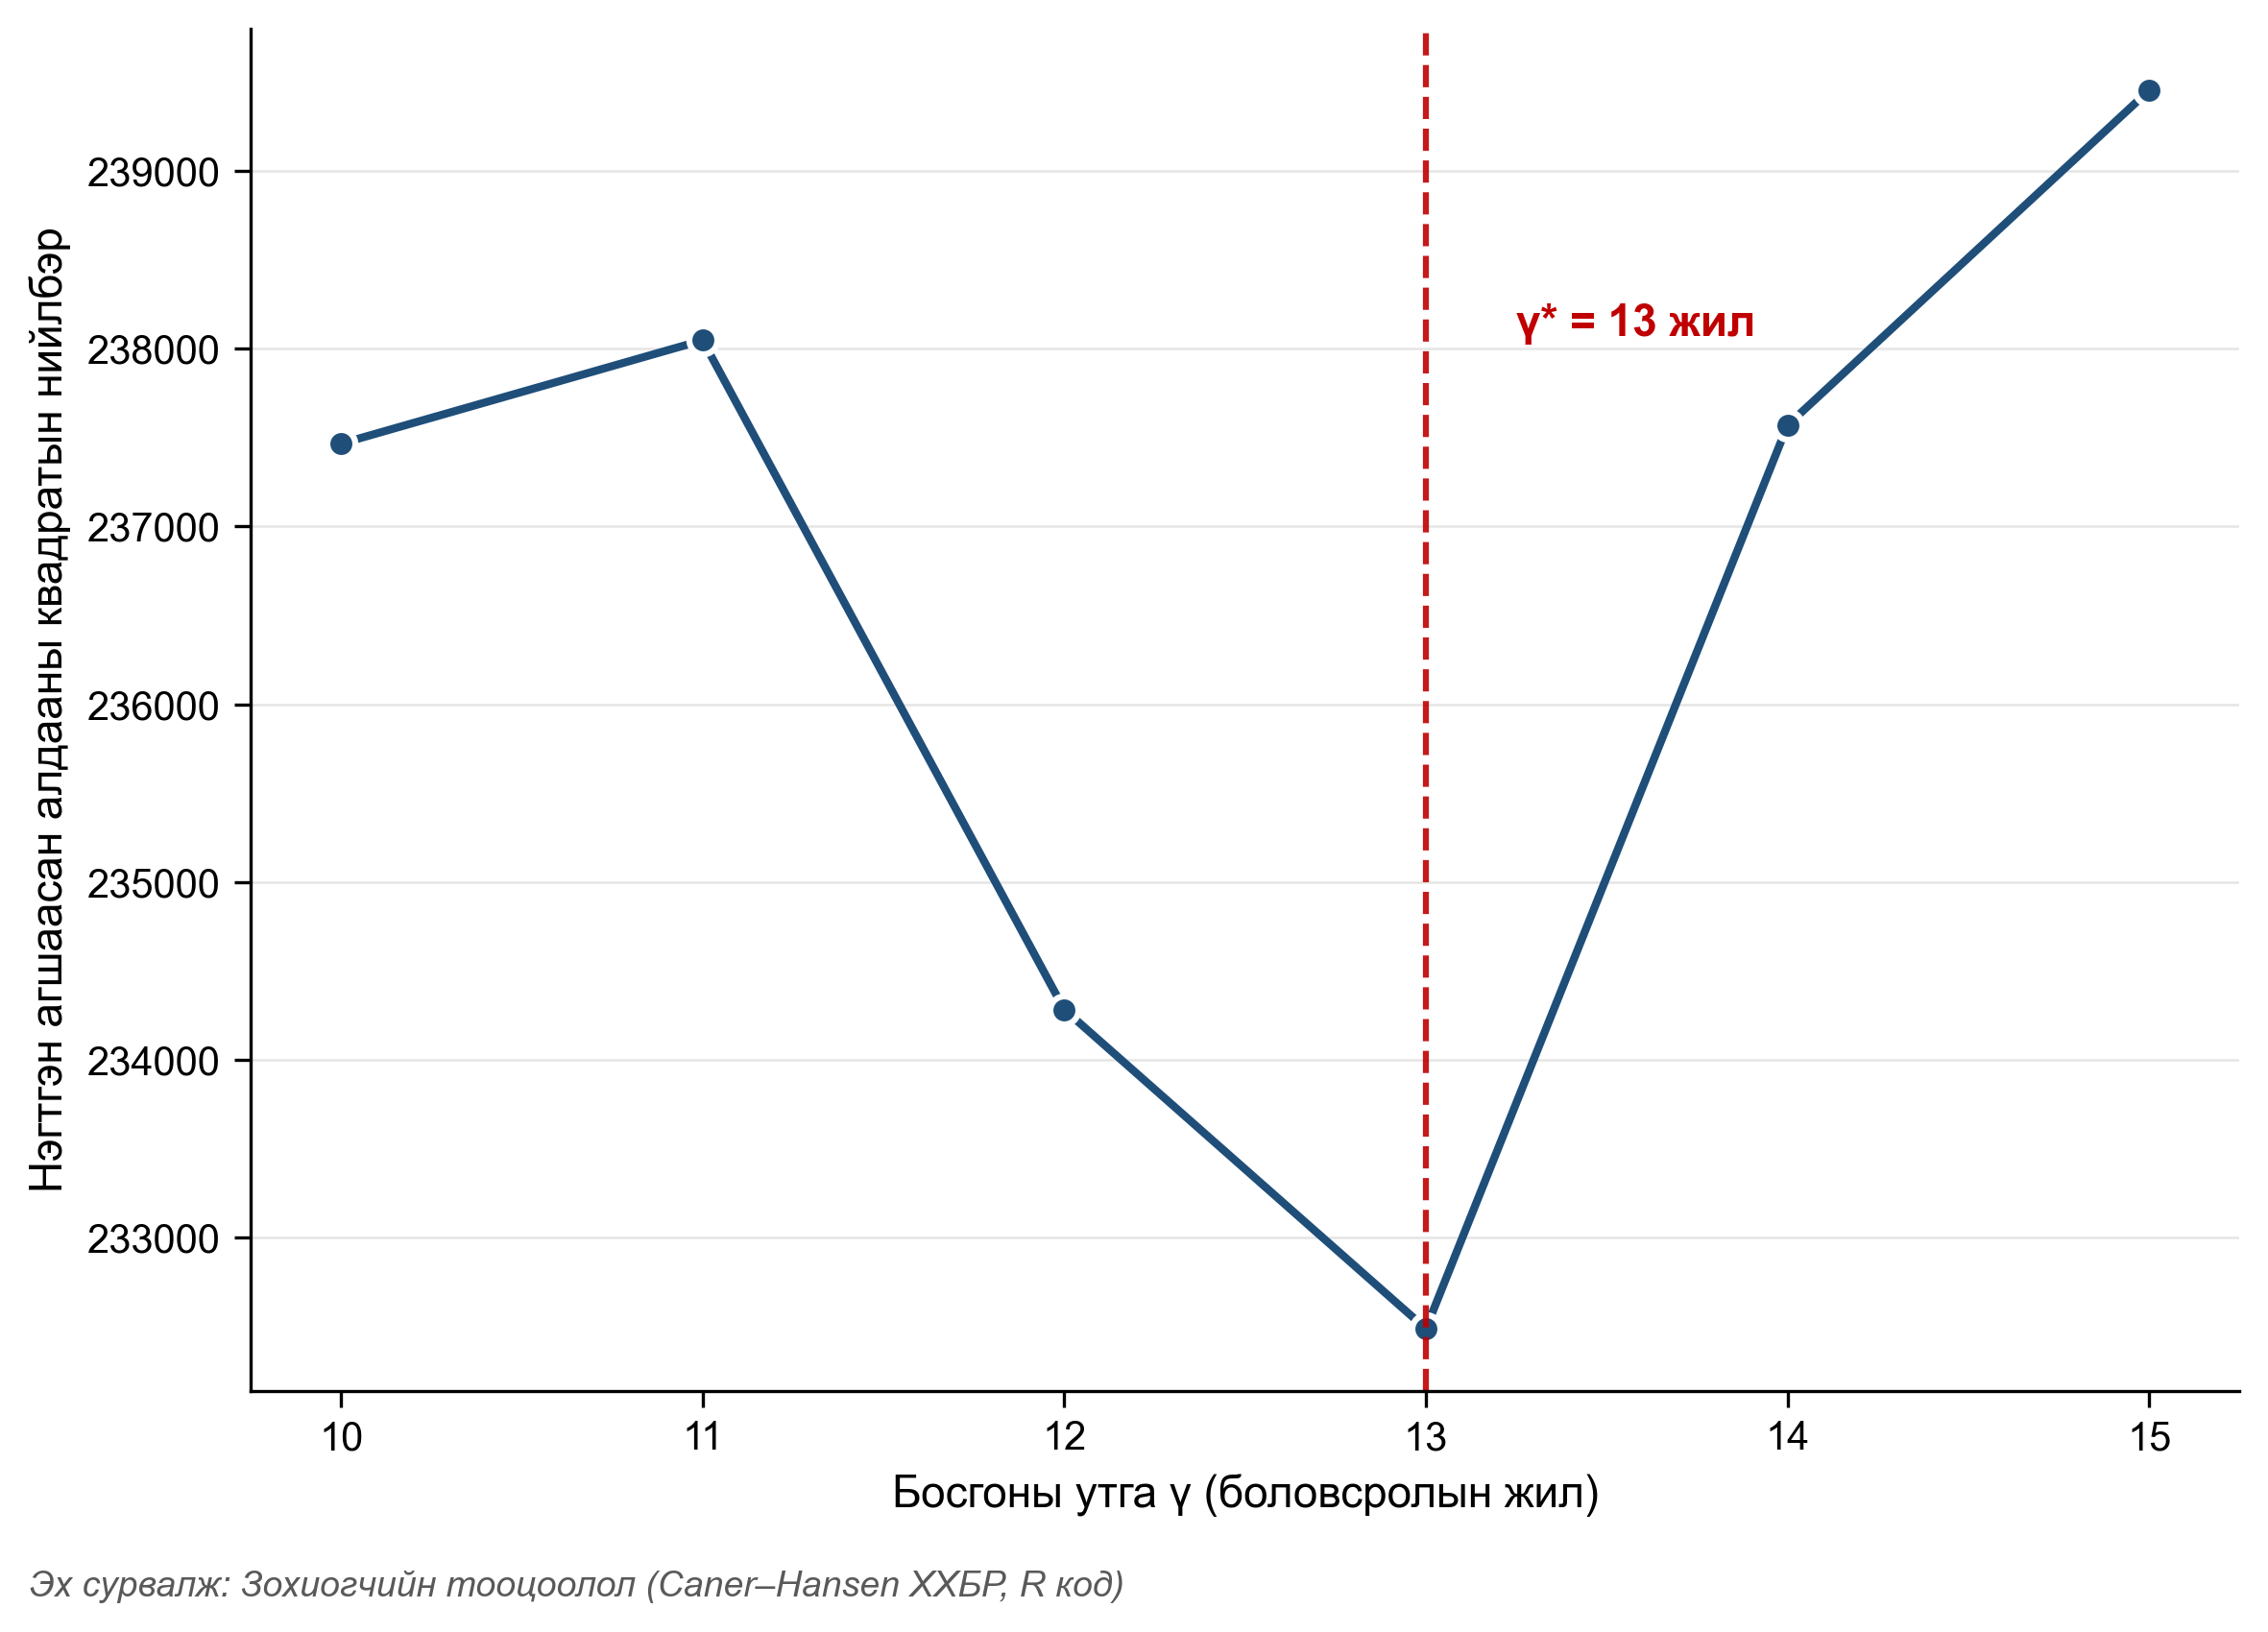 Нэгтгэн агшаасан алдааны квадратын нийлбэр
239000
238000
237000
236000
235000
234000
233000
γ* = 13 жил
10 11 12 13 14 15
Босгоны утга γ (боловсролын жил)
Эх сурвалж: Зохиогчийн тооцоолол (Caner–Hansen ХХБР, R код)